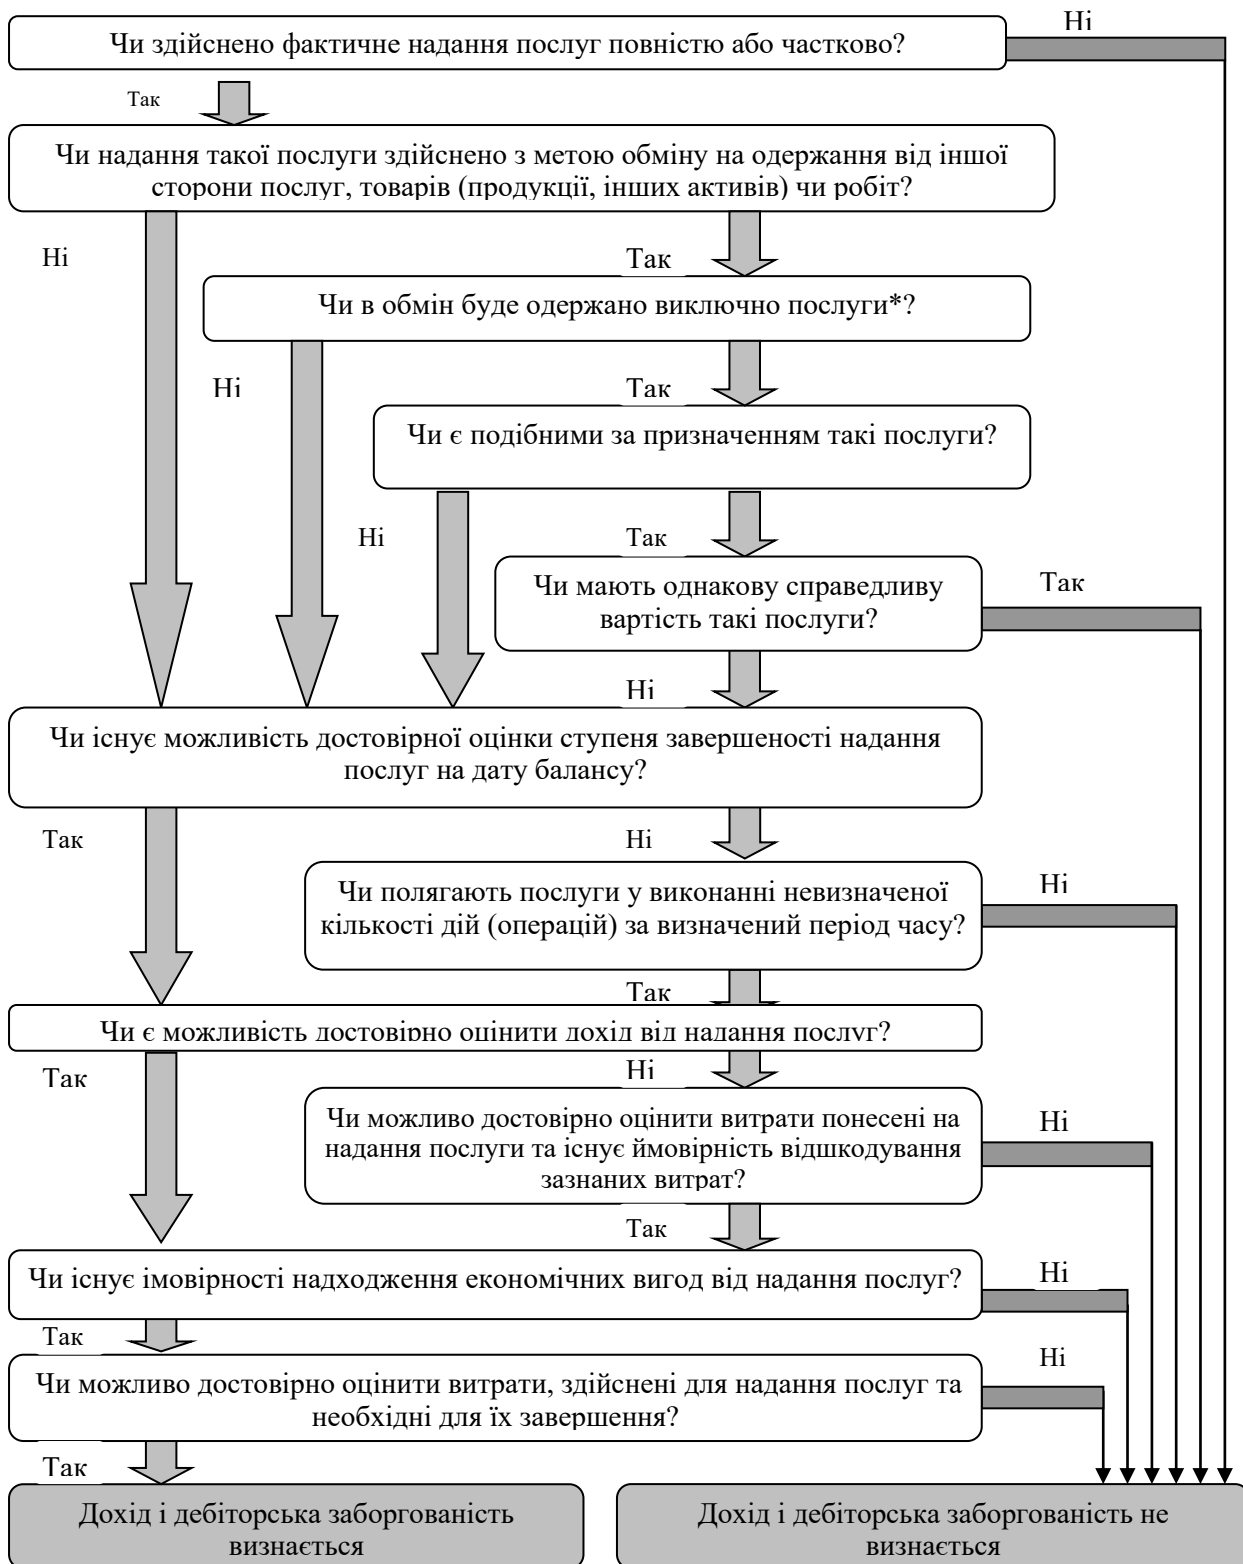 Ні
Чи здійснено фактичне надання послуг повністю або частково?
Так
Чи надання такої послуги здійснено з метою обміну на одержання від іншої
сторони послуг, товарів (продукції, інших активів) чи робіт?
Ні
Так
Чи в обмін буде одержано виключно послуги*?
Ні
Так
Чи є подібними за призначенням такі послуги?
Ні
Так
Чи мають однакову справедливу
вартість такі послуги?
Так
Ні
Чи існує можливість достовірної оцінки ступеня завершеності надання
послуг на дату балансу?
Так
Ні
Чи полягають послуги у виконанні невизначеної
кількості дій (операцій) за визначений період часу?
Ні
Так
Чи є можливість достовірно оцінити дохід від надання послуг?
Так
Ні
Чи можливо достовірно оцінити витрати понесені на
надання послуги та існує ймовірність відшкодування
зазнаних витрат?
Ні
Так
Чи існує імовірності надходження економічних вигод від надання послуг?
Ні
Так
Чи можливо достовірно оцінити витрати, здійснені для надання послуг та
необхідні для їх завершення?
Ні
Так
Дохід і дебіторська заборгованість
визнається
Дохід і дебіторська заборгованість не
визнається